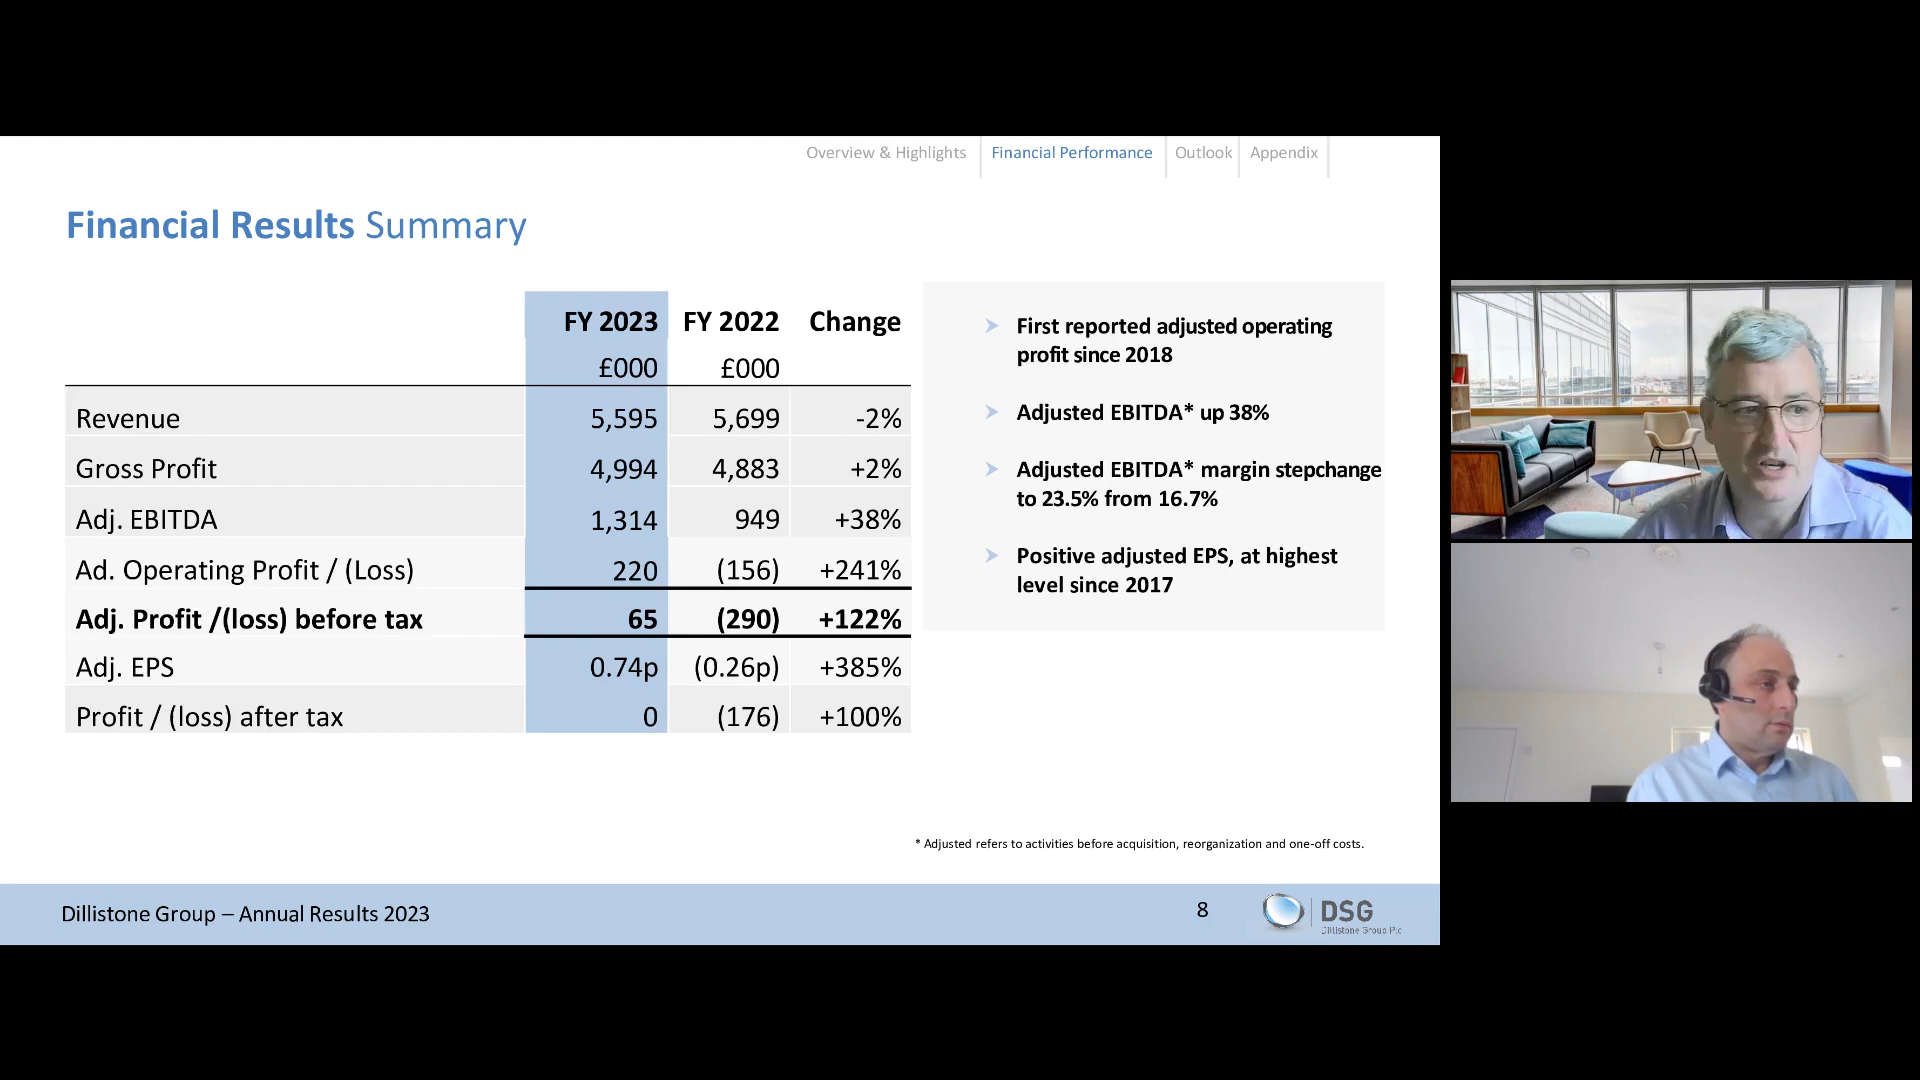 Overview & Highlights Financial Performance Outlook Appendix
Financial Results Summary
FY 2023 FY 2022 Change
£000 £000
Revenue 5,595 5,699 -2%
Gross Profit 4,994 4,883 +2%
Adj. EBITDA 1,314 949 +38%
Ad. Operating Profit / (Loss) 220 (156) +241%
Adj. Profit /(loss) before tax 65 (290) +122%
Adj. EPS 0.74p (0.26p) +385%
Profit / (loss) after tax 0 (176) +100%
First reported adjusted operating
profit since 2018
Adjusted EBITDA* up 38%
Adjusted EBITDA* margin stepchange
to 23.5% from 16.7%
Positive adjusted EPS, at highest
level since 2017
* Adjusted refers to activities before acquisition, reorganization and one-off costs.
Dillistone Group – Annual Results 2023
8
DSG
Dillistone Group Plc